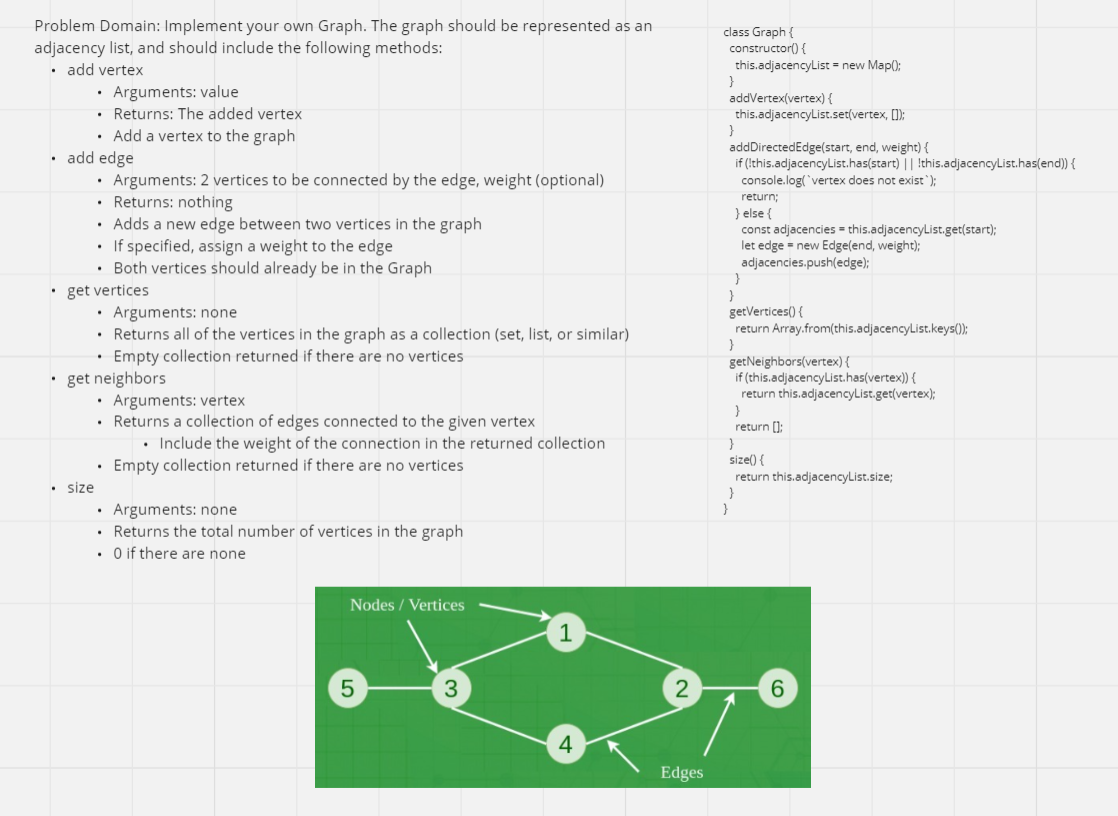 Problem Domain: Implement your own Graph. The graph should be represented as an
adjacency list, and should include the following methods:
• add vertex
• Arguments: value
• Returns: The added vertex
• Add a vertex to the graph
• add edge
• Arguments: 2 vertices to be connected by the edge, weight (optional)
• Returns: nothing
• Adds a new edge between two vertices in the graph
• If specified, assign a weight to the edge
• Both vertices should already be in the Graph
• get vertices
• Arguments: none
• Returns all of the vertices in the graph as a collection (set, list, or similar)
• Empty collection returned if there are no vertices
• get neighbors
• Arguments: vertex
• Returns a collection of edges connected to the given vertex
• Include the weight of the connection in the returned collection
• Empty collection returned if there are no vertices
• size
• Arguments: none
• Returns the total number of vertices in the graph
• 0 if there are none
class Graph {
constructor() {
this.adjacencyList = new Map();
}
addVertex(vertex) {
this.adjacencyList.set(vertex, []);
}
addDirectedEdge(start, end, weight) {
if (!this.adjacencyList.has(start) || !this.adjacencyList.has(end)) {
console.log(`vertex does not exist`);
return;
} else {
const adjacencies = this.adjacencyList.get(start);
let edge = new Edge(end, weight);
adjacencies.push(edge);
}
}
getVertices() {
return Array.from(this.adjacencyList.keys());
}
getNeighbors(vertex) {
if (this.adjacencyList.has(vertex)) {
return this.adjacencyList.get(vertex);
}
return [];
}
size() {
return this.adjacencyList.size;
}
}
Nodes / Vertices
1
5
3
2
6
4
Edges